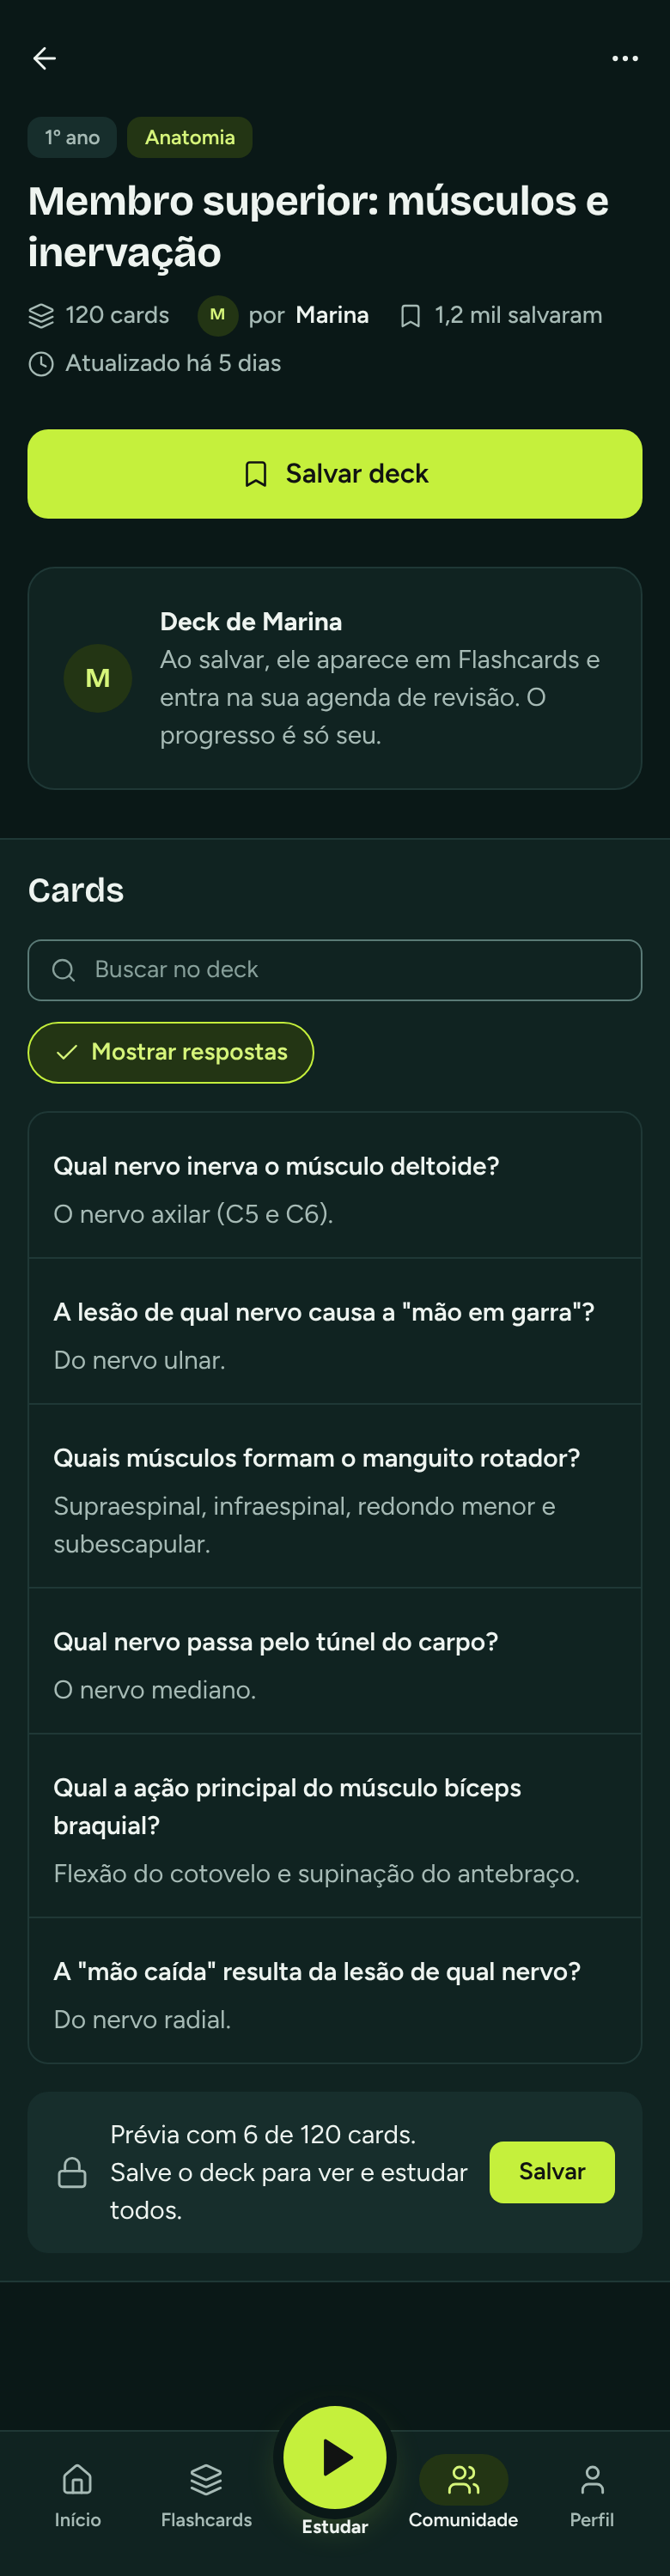 1º ano
Anatomia
Membro superior: músculos e
inervação
120 cards
M
por Marina
1,2 mil salvaram
Atualizado há 5 dias
Salvar deck
M
Deck de Marina
Ao salvar, ele aparece em Flashcards e
entra na sua agenda de revisão. O
progresso é só seu.
Cards
Buscar no deck
Mostrar respostas
Qual nervo inerva o músculo deltoide?
O nervo axilar (C5 e C6).
A lesão de qual nervo causa a "mão em garra"?
Do nervo ulnar.
Quais músculos formam o manguito rotador?
Supraespinal, infraespinal, redondo menor e
subescapular.
Qual nervo passa pelo túnel do carpo?
O nervo mediano.
Qual a ação principal do músculo bíceps
braquial?
Flexão do cotovelo e supinação do antebraço.
A "mão caída" resulta da lesão de qual nervo?
Do nervo radial.
Prévia com 6 de 120 cards.
Salve o deck para ver e estudar
todos.
Salvar
Início
Flashcards
Estudar
Comunidade
Perfil